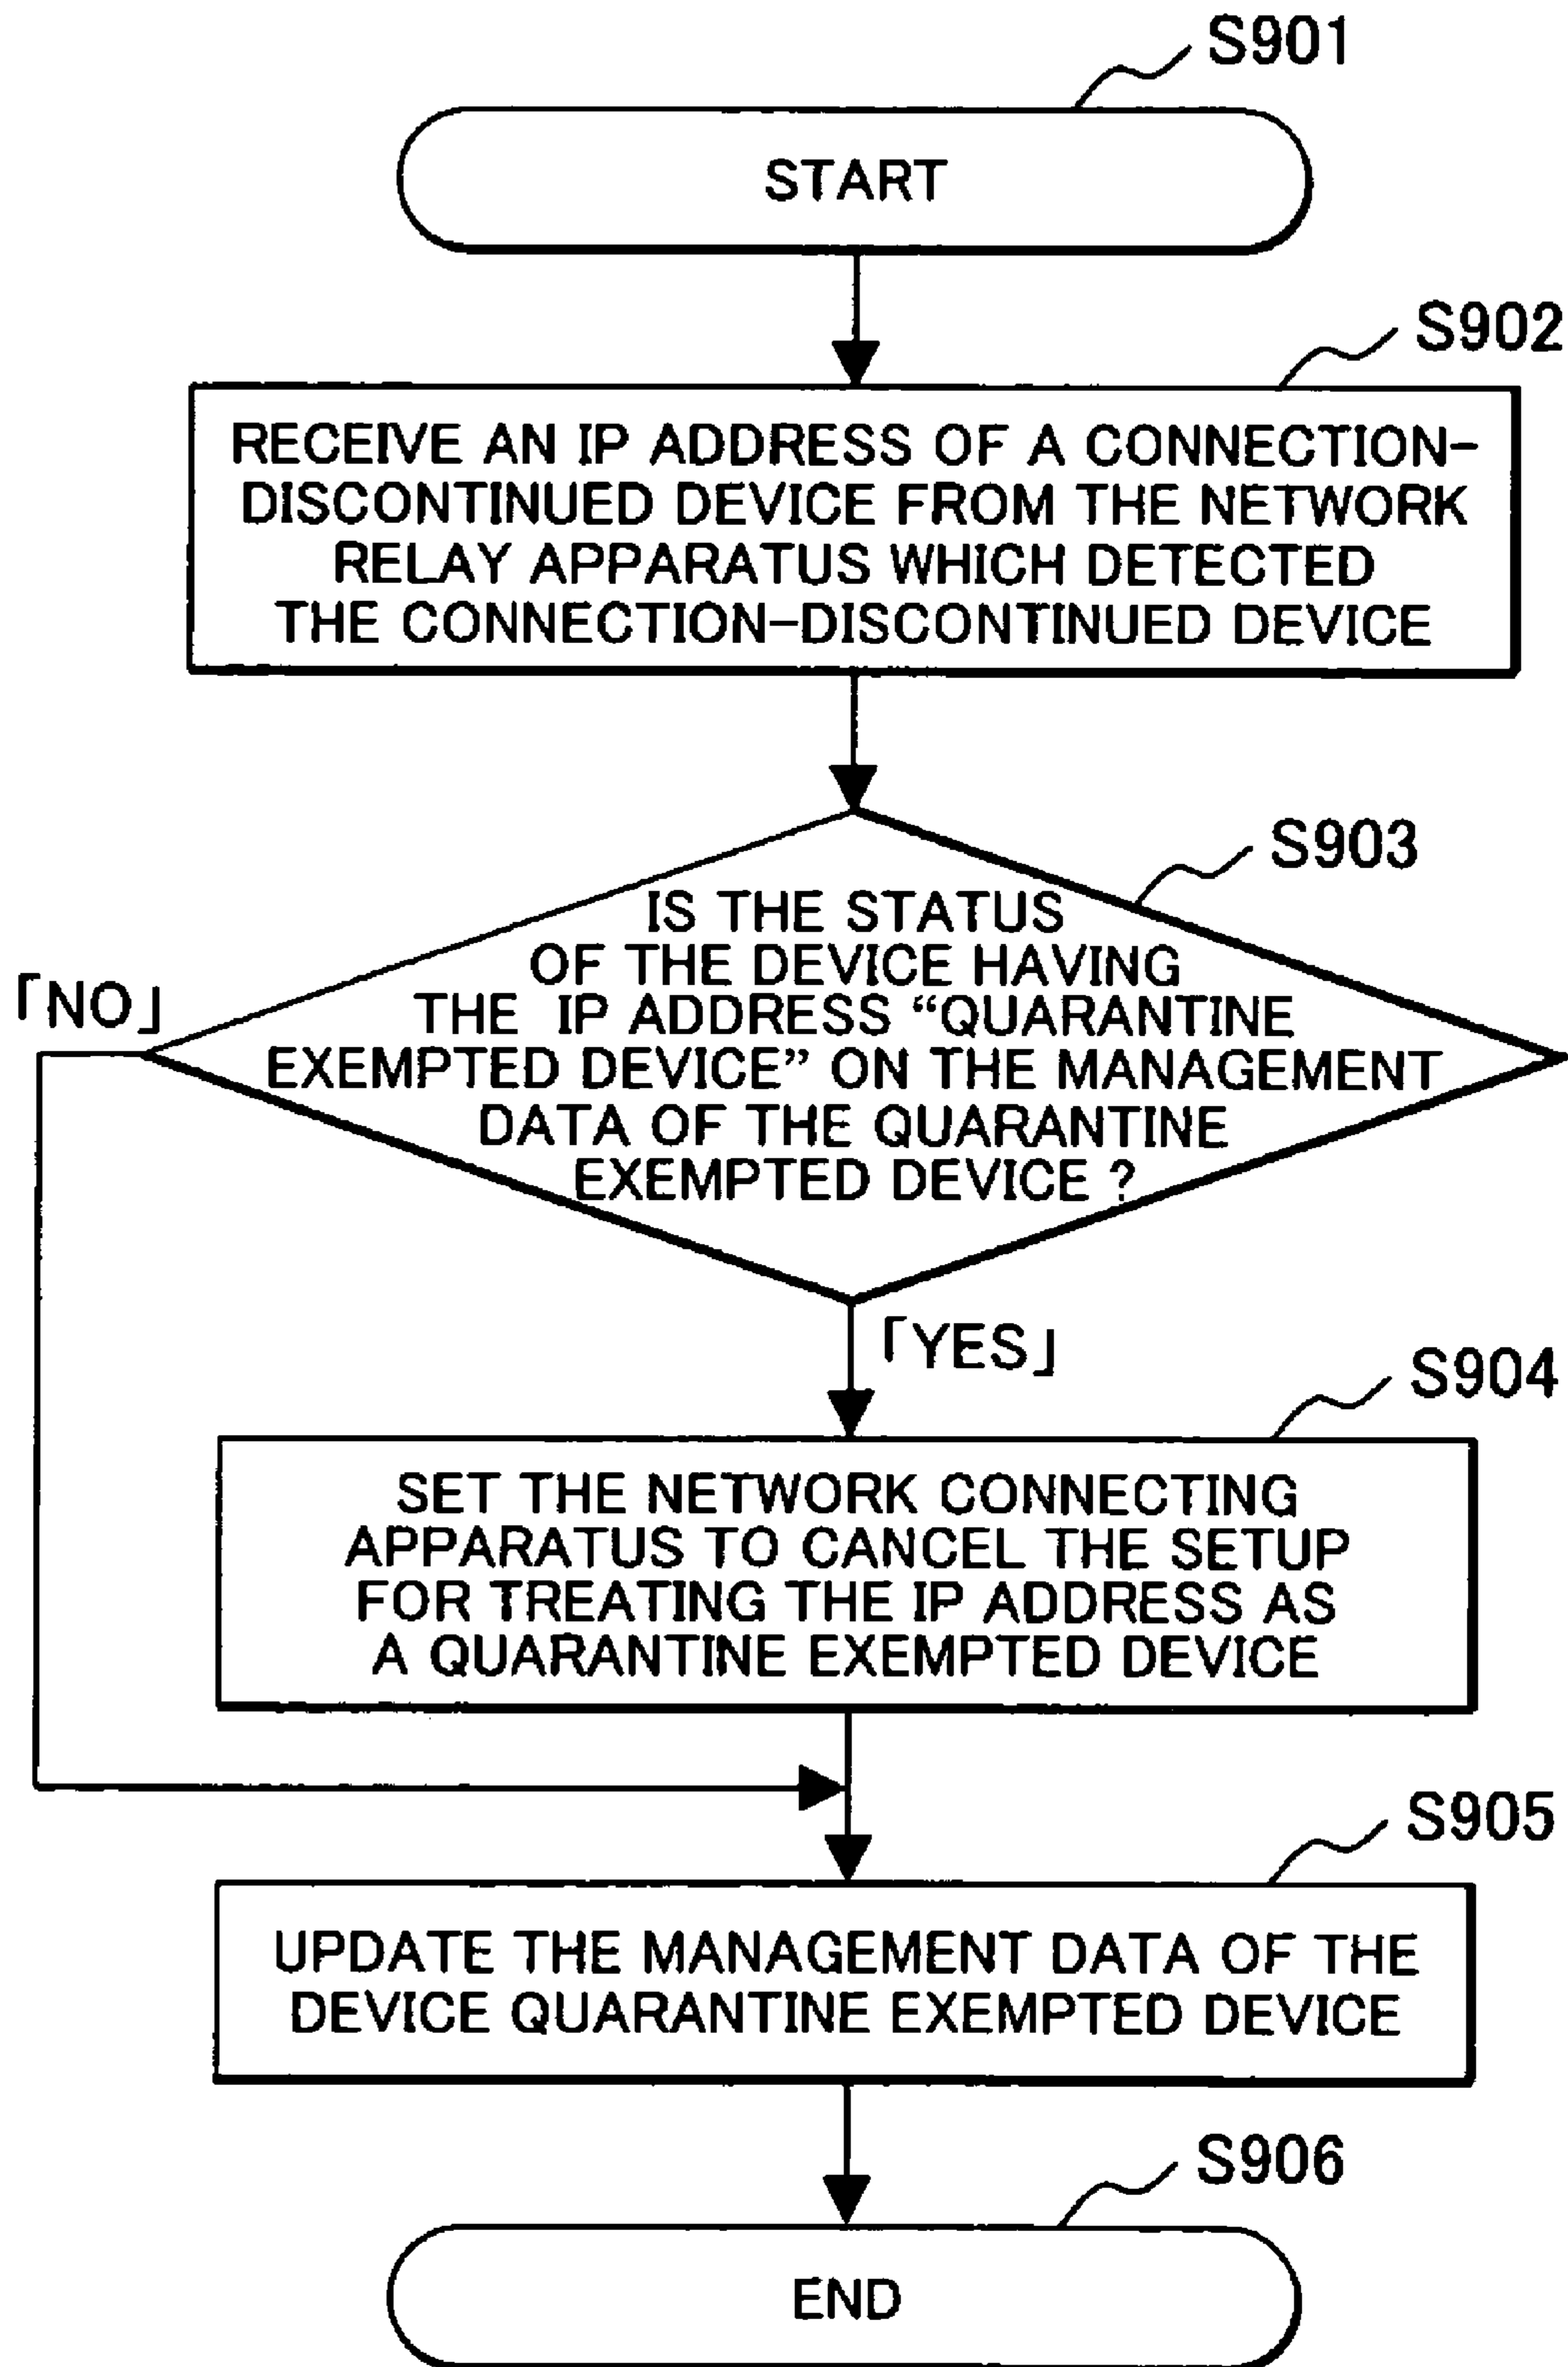 S901
START
S902
RECEIVE AN IP ADDRESS OF A CONNECTION-
DISCONTINUED DEVICE FROM THE NETWORK
RELAY APPARATUS WHICH DETECTED
THE CONNECTION-DISCONTINUED DEVICE
S903
IS THE STATUS
OF THE DEVICE HAVING
THE IP ADDRESS “QUARANTINE
EXEMPTED DEVICE” ON THE MANAGEMENT
DATA OF THE QUARANTINE
EXEMPTED DEVICE ?
「NO」
「YES」
S904
SET THE NETWORK CONNECTING
APPARATUS TO CANCEL THE SETUP
FOR TREATING THE IP ADDRESS AS
A QUARANTINE EXEMPTED DEVICE
S905
UPDATE THE MANAGEMENT DATA OF THE
DEVICE QUARANTINE EXEMPTED DEVICE
S906
END